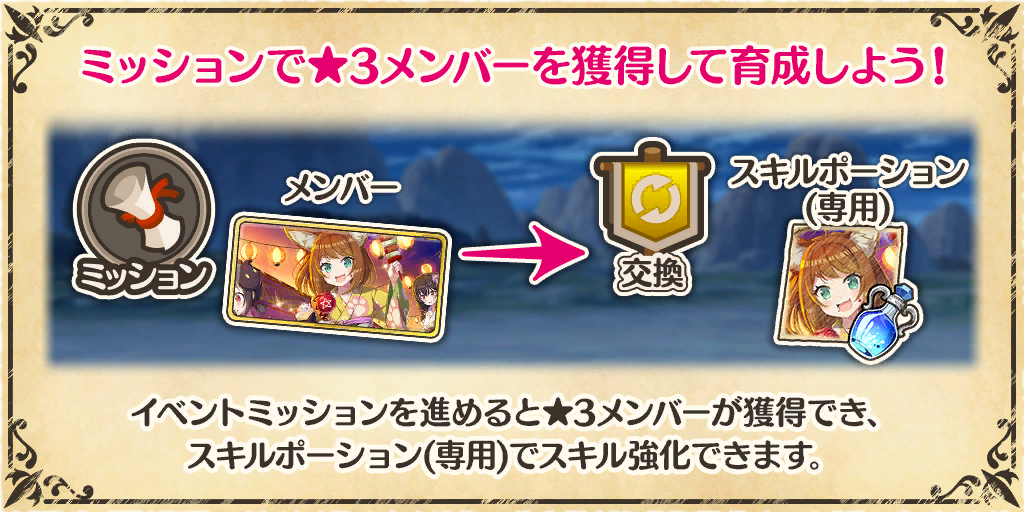 ミッションで★3メンバーを獲得して育成しよう!
ミッション
メンバー
交換
スキルポーション
(専用)
イベントミッションを進めると★3メンバーが獲得でき、
スキルポーション(専用)でスキル強化できます。